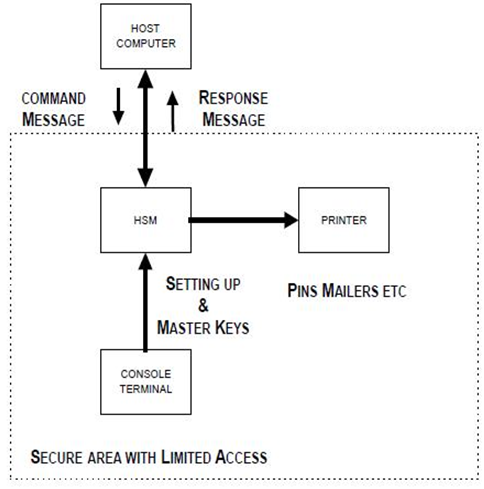 HOST
COMPUTER
COMMAND
MESSAGE
RESPONSE
MESSAGE
HSM
PRINTER
SETTING UP
&
MASTER KEYS
PINS MAILERS ETC
CONSOLE
TERMINAL
SECURE AREA WITH LIMITED ACCESS